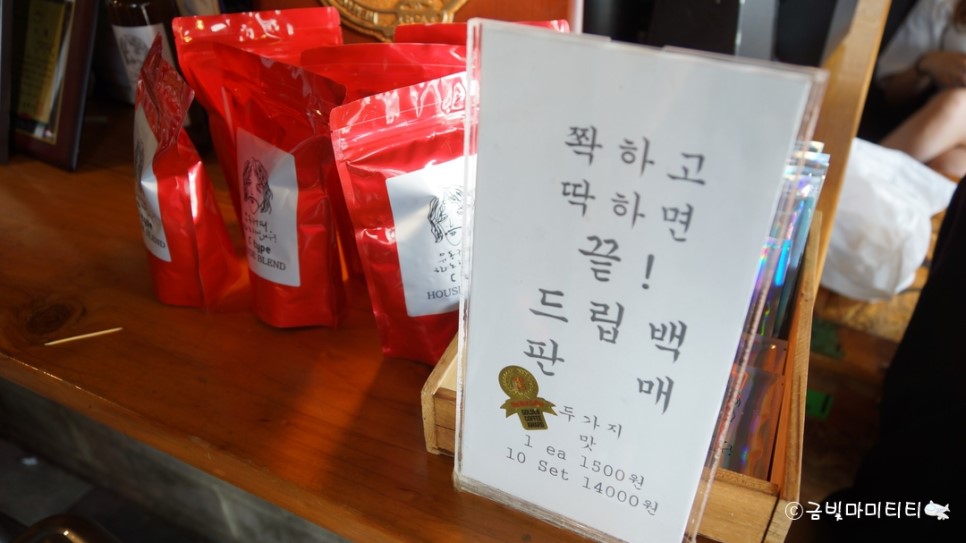 쫙 하 고
딱 하 면
끝 !
드 립 백
판 매
두 가 지
맛
1 ea 1500원
10 Set 14000원
C type
BLEND
HOUSE
©금빛마미티티